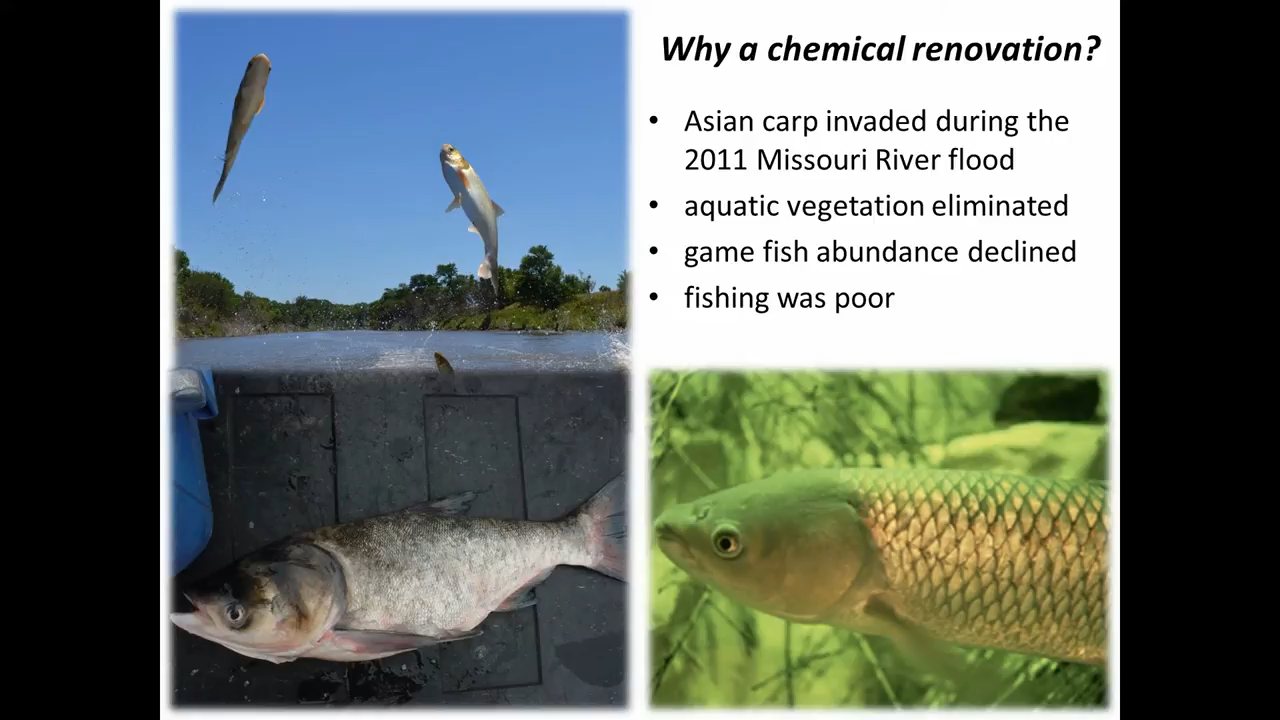 Why a chemical renovation?
• Asian carp invaded during the
2011 Missouri River flood
• aquatic vegetation eliminated
• game fish abundance declined
• fishing was poor